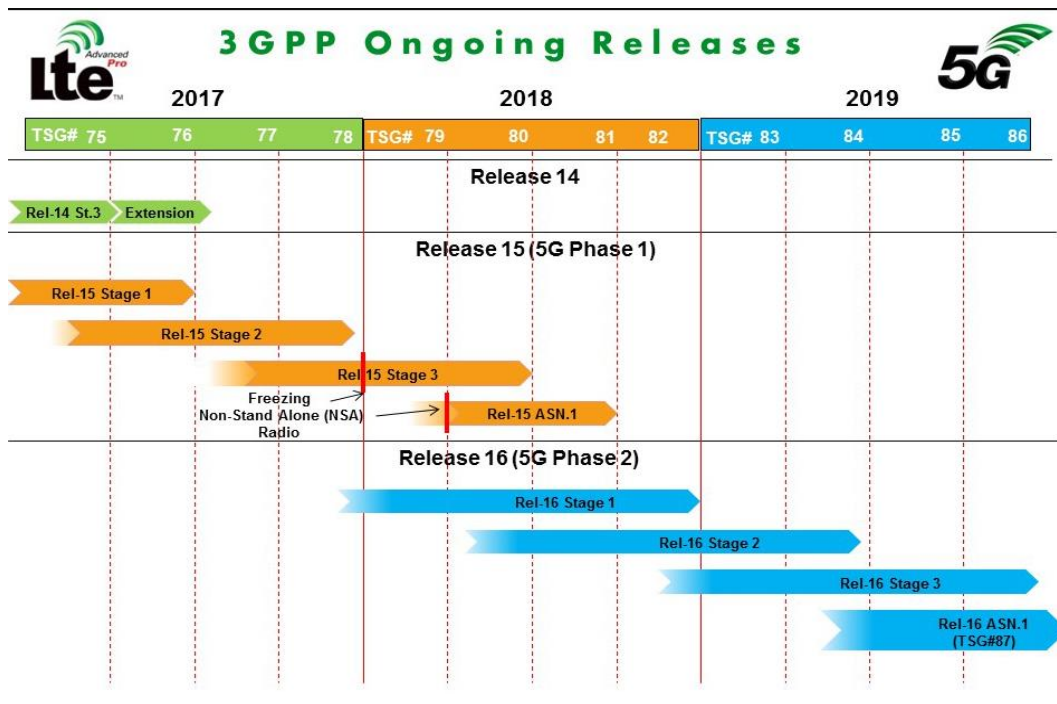 3GPP Ongoing Releases
LTE Advanced Pro TM
5G
2017 2018 2019
TSG# 75 76 77 78 TSG# 79 80 81 82 TSG# 83 84 85 86
Release 14
Rel-14 St.3 Extension
Release 15 (5G Phase 1)
Rel-15 Stage 1
Rel-15 Stage 2
Rel-15 Stage 3
Freezing
Non-Stand Alone (NSA)
Radio
Rel-15 ASN.1
Release 16 (5G Phase 2)
Rel-16 Stage 1
Rel-16 Stage 2
Rel-16 Stage 3
Rel-16 ASN.1
(TSG#87)